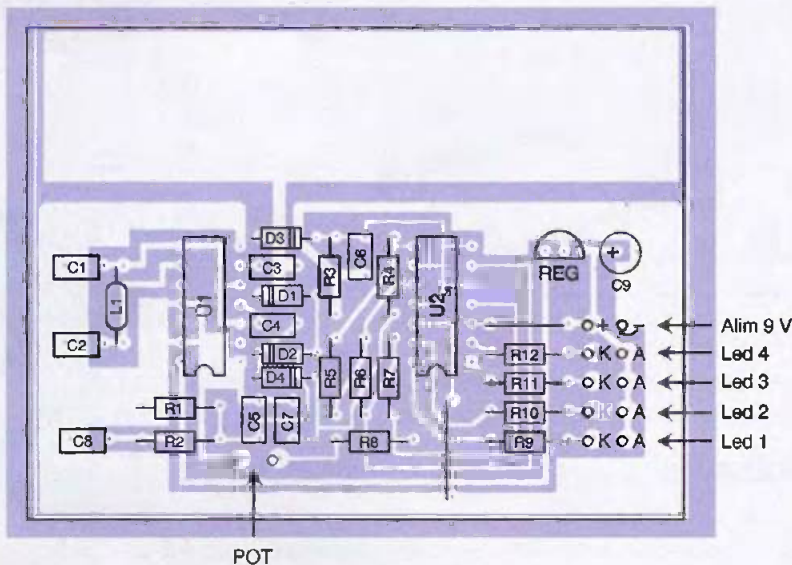 D3
C6
C1
C3
R3
R4
REG
+
C9
L1
U1
D1
U2
C4
+
Alim 9 V
C2
D2
R12
K
A
Led 4
D4
R5
R6
R7
R11
K
A
Led 3
R1
C5
C7
R10
K
A
Led 2
C8
R2
R8
R9
K
A
Led 1
POT